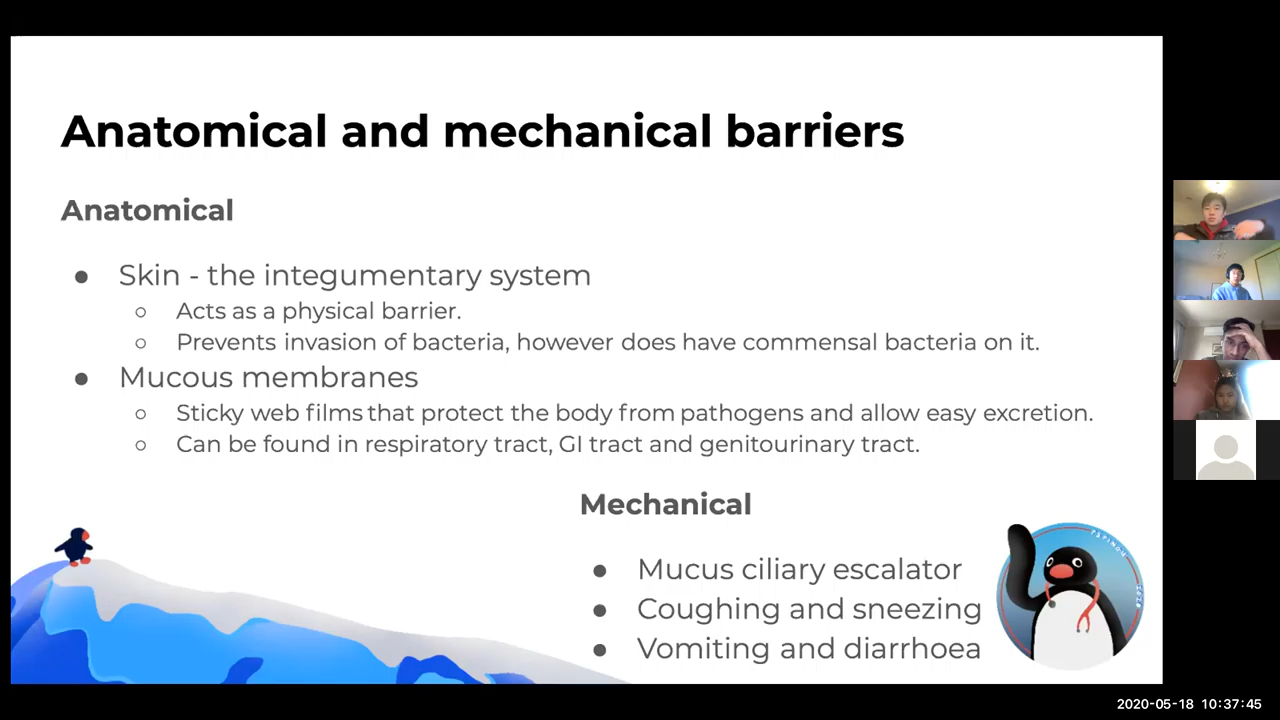 Anatomical and mechanical barriers
Anatomical
● Skin - the integumentary system
○ Acts as a physical barrier.
○ Prevents invasion of bacteria, however does have commensal bacteria on it.
● Mucous membranes
○ Sticky web films that protect the body from pathogens and allow easy excretion.
○ Can be found in respiratory tract, GI tract and genitourinary tract.
Mechanical
● Mucus ciliary escalator
● Coughing and sneezing
● Vomiting and diarrhoea
2020-05-18 10:37:45